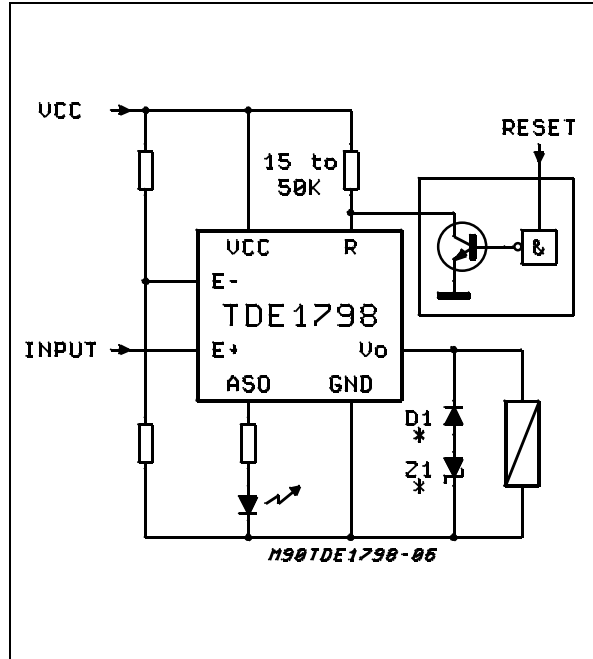 VCC
RESET
15 to
50K
&
VCC
R
E-
TDE1798
INPUT
E+
Vo
ASO
GND
D1
*
Z1
*
M90TDE1798-06